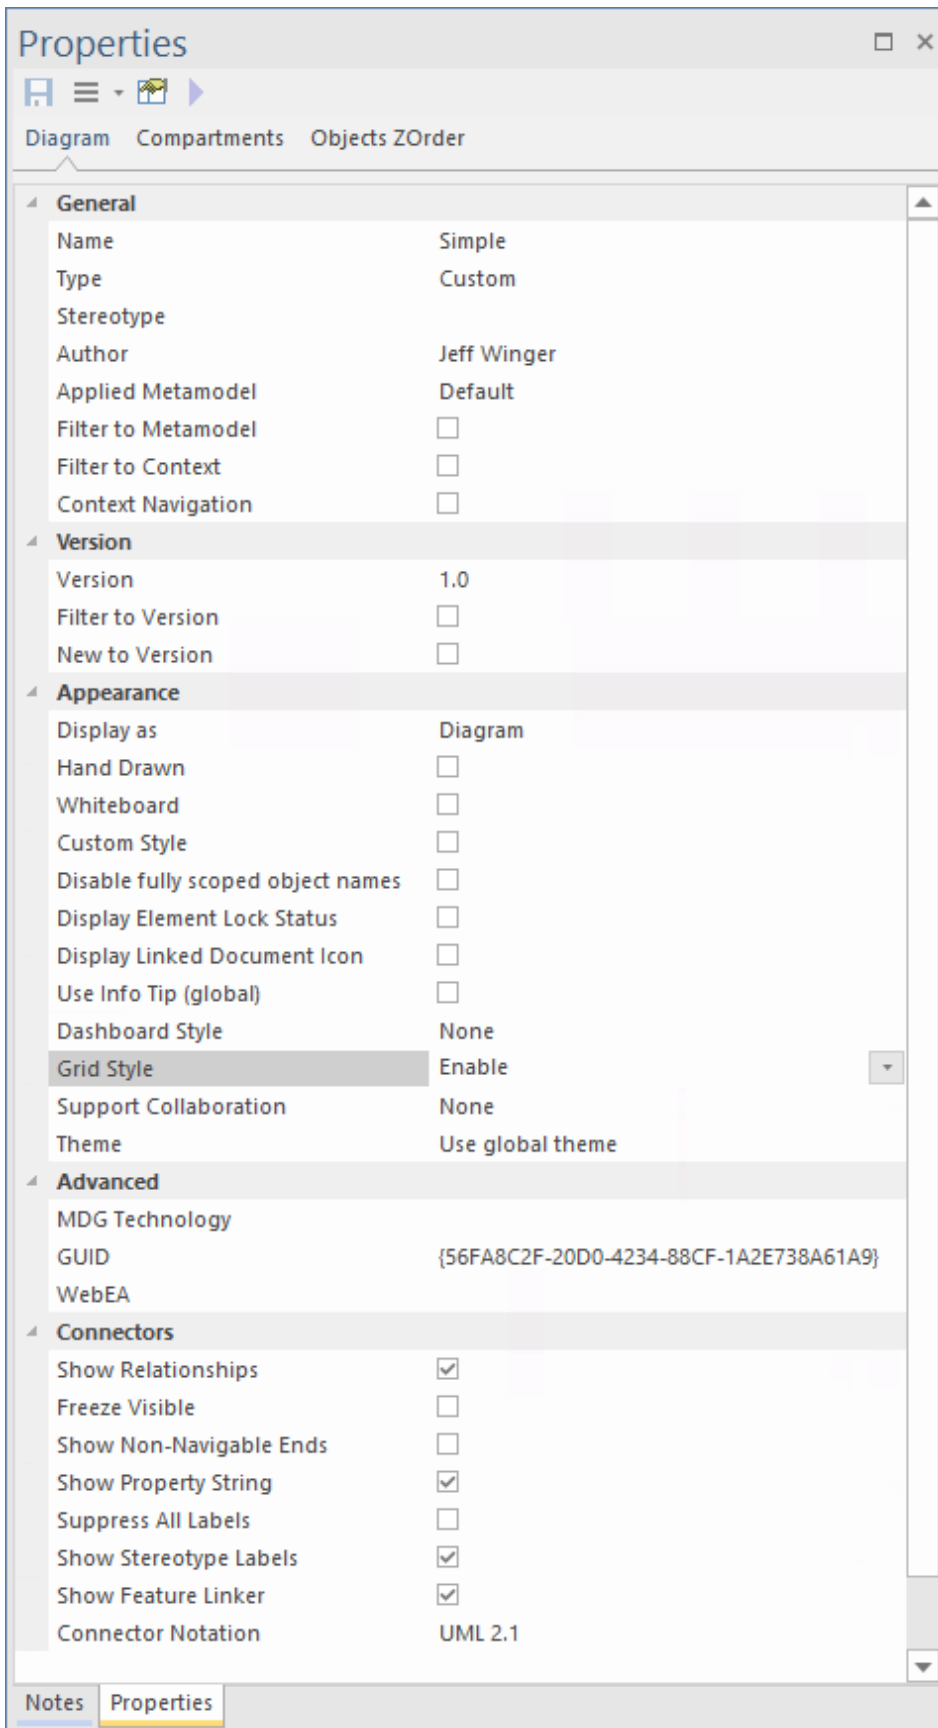 Properties
Diagram Compartments Objects ZOrder
General
Name Simple
Type Custom
Stereotype
Author Jeff Winger
Applied Metamodel Default
Filter to Metamodel
Filter to Context
Context Navigation
Version
Version 1.0
Filter to Version
New to Version
Appearance
Display as Diagram
Hand Drawn
Whiteboard
Custom Style
Disable fully scoped object names
Display Element Lock Status
Display Linked Document Icon
Use Info Tip (global)
Dashboard Style None
Grid Style Enable
Support Collaboration None
Theme Use global theme
Advanced
MDG Technology
GUID {56FA8C2F-20D0-4234-88CF-1A2E738A61A9}
WebEA
Connectors
Show Relationships
Freeze Visible
Show Non-Navigable Ends
Show Property String
Suppress All Labels
Show Stereotype Labels
Show Feature Linker
Connector Notation UML 2.1
Notes Properties